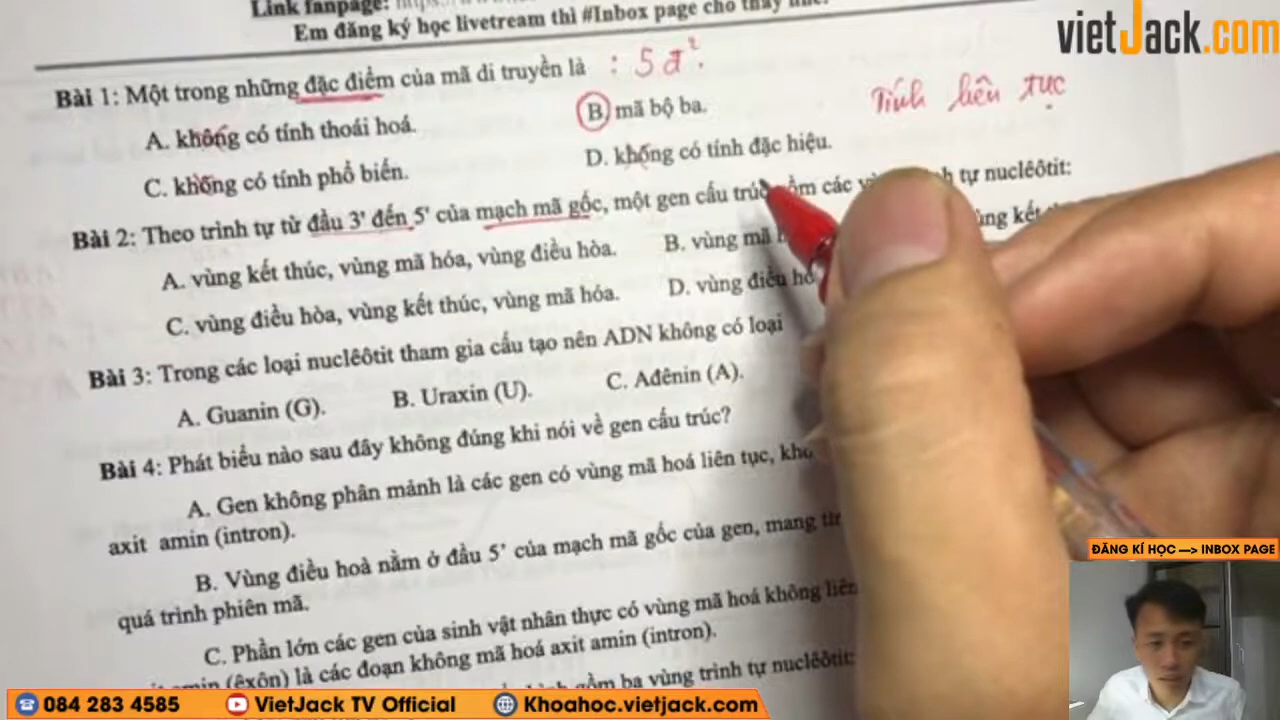 Link fanpage:
Em đăng ký học livetream thì #Inbox page cho thầy
vietJack.com
Bài 1: Một trong những đặc điểm của mã di truyền là : 5 đ².
Tính liên tục
A. không có tính thoái hoá. B. mã bộ ba.
C. không có tính phổ biến. D. không có tính đặc hiệu.
Bài 2: Theo trình tự từ đầu 3' đến 5' của mạch mã gốc, một gen cấu trúc gồm các tự nuclêôtit:
A. vùng kết thúc, vùng mã hóa, vùng điều hòa. B. vùng mã kết
C. vùng điều hòa, vùng kết thúc, vùng mã hóa. D. vùng điều
Bài 3: Trong các loại nuclêôtit tham gia cấu tạo nên ADN không có loại
A. Guanin (G). B. Uraxin (U). C. Ađênin (A).
Bài 4: Phát biểu nào sau đây không đúng khi nói về gen cấu trúc?
A. Gen không phân mảnh là các gen có vùng mã hoá liên tục,
axit amin (intron).
B. Vùng điều hoà nằm ở đầu 5' của mạch mã gốc của gen, mang
quá trình phiên mã.
C. Phần lớn các gen của sinh vật nhân thực có vùng mã hoá không liên
amin (êxôn) là các đoạn không mã hoá axit amin (intron).
gồm ba vùng trình tự nuclêôtit:
ĐĂNG KÍ HỌC —> INBOX PAGE
084 283 4585 VietJack TV Official Khoahoc.vietjack.com